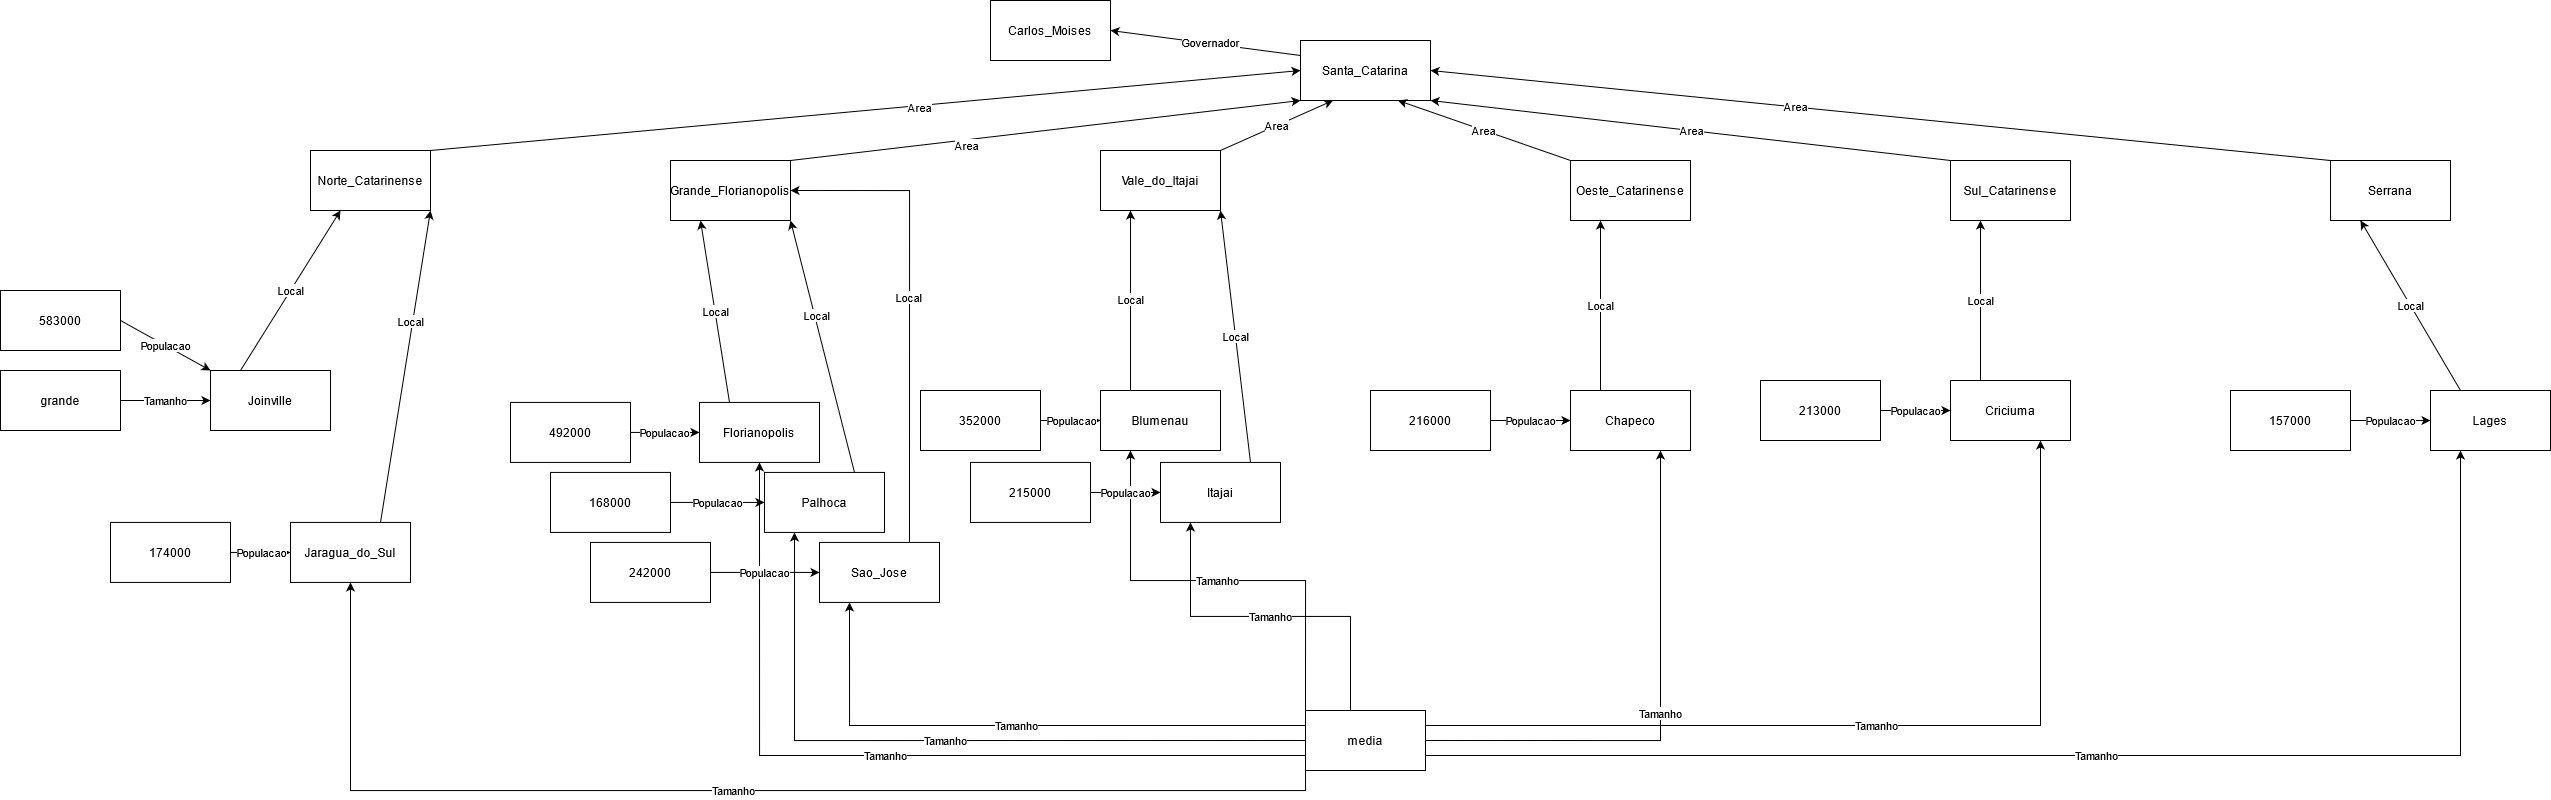 Carlos_Moises
Governador
Santa_Catarina
Area
Area
Area
Area
Area
Area
Norte_Catarinense
Grande_Florianopolis
Vale_do_Itajai
Oeste_Catarinense
Sul_Catarinense
Serrana
Local
Local
Local
Local
Local
Local
Local
Local
Local
Local
583000
Populacao
grande
Tamanho
Joinville
492000
Populacao
Florianopolis
352000
Populacao
Blumenau
216000
Populacao
Chapeco
213000
Populacao
Criciuma
157000
Populacao
Lages
168000
Populacao
Palhoca
215000
Populacao
Itajai
174000
Populacao
Jaragua_do_Sul
242000
Populacao
Sao_Jose
Tamanho
Tamanho
Tamanho
Tamanho
Tamanho
media
Tamanho
Tamanho
Tamanho
Tamanho